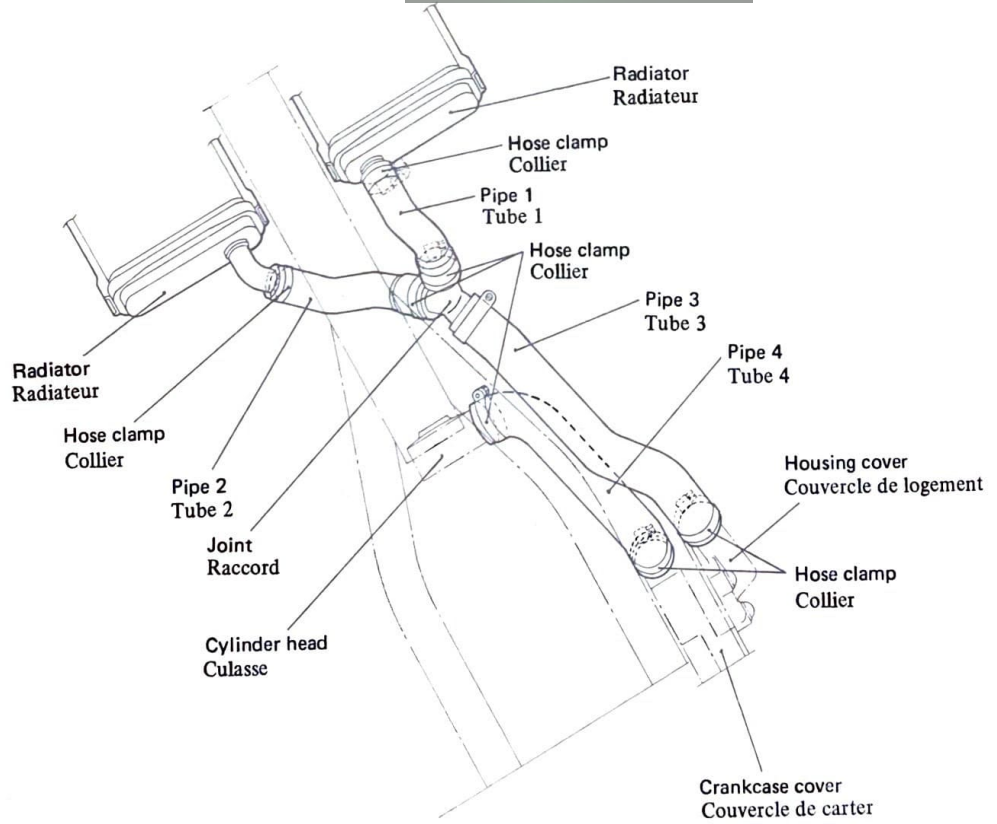 Radiator
Radiateur
Hose clamp
Collier
Pipe 1
Tube 1
Hose clamp
Collier
Pipe 3
Tube 3
Pipe 4
Tube 4
Radiator
Radiateur
Hose clamp
Collier
Pipe 2
Tube 2
Joint
Raccord
Cylinder head
Culasse
Housing cover
Couvercle de logement
Hose clamp
Collier
Crankcase cover
Couvercle de carter